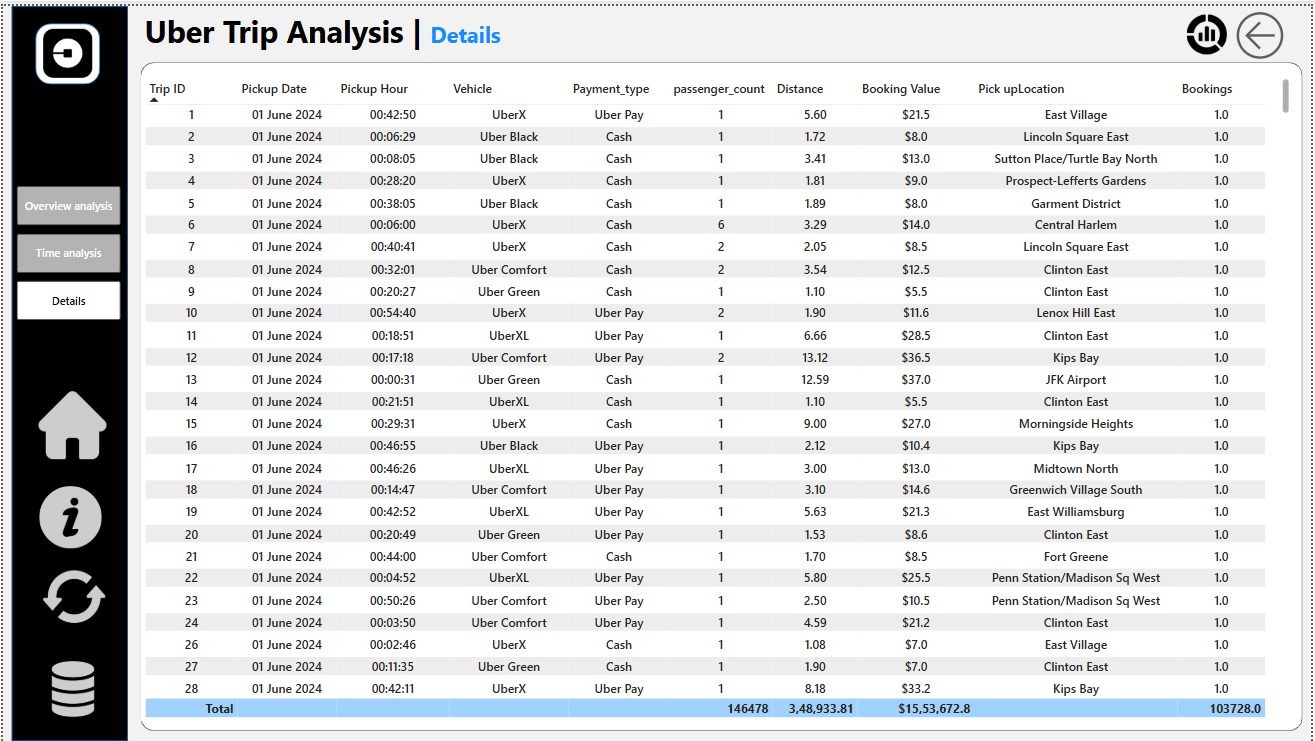 Uber Trip Analysis | Details
Trip ID Pickup Date Pickup Hour Vehicle Payment_type passenger_count Distance Booking Value Pick upLocation Bookings
1 01 June 2024 00:42:50 UberX Uber Pay 1 5.60 $21.5 East Village 1.0
2 01 June 2024 00:06:29 Uber Black Cash 1 1.72 $8.0 Lincoln Square East 1.0
3 01 June 2024 00:08:05 Uber Black Cash 1 3.41 $13.0 Sutton Place/Turtle Bay North 1.0
4 01 June 2024 00:28:20 UberX Cash 1 1.81 $9.0 Prospect-Lefferts Gardens 1.0
5 01 June 2024 00:38:05 Uber Black Cash 1 1.89 $8.0 Garment District 1.0
6 01 June 2024 00:06:00 UberX Cash 6 3.29 $14.0 Central Harlem 1.0
7 01 June 2024 00:40:41 UberX Cash 2 2.05 $8.5 Lincoln Square East 1.0
8 01 June 2024 00:32:01 Uber Comfort Cash 2 3.54 $12.5 Clinton East 1.0
9 01 June 2024 00:20:27 Uber Green Cash 1 1.10 $5.5 Clinton East 1.0
10 01 June 2024 00:54:40 UberX Uber Pay 2 1.90 $11.6 Lenox Hill East 1.0
11 01 June 2024 00:18:51 UberXL Uber Pay 1 6.66 $28.5 Clinton East 1.0
12 01 June 2024 00:17:18 Uber Comfort Uber Pay 2 13.12 $36.5 Kips Bay 1.0
13 01 June 2024 00:00:31 Uber Green Cash 1 12.59 $37.0 JFK Airport 1.0
14 01 June 2024 00:21:51 UberXL Cash 1 1.10 $5.5 Clinton East 1.0
15 01 June 2024 00:29:31 UberX Cash 1 9.00 $27.0 Morningside Heights 1.0
16 01 June 2024 00:46:55 Uber Black Uber Pay 1 2.12 $10.4 Kips Bay 1.0
17 01 June 2024 00:46:26 UberXL Uber Pay 1 3.00 $13.0 Midtown North 1.0
18 01 June 2024 00:14:47 Uber Comfort Uber Pay 1 3.10 $14.6 Greenwich Village South 1.0
19 01 June 2024 00:42:52 UberXL Uber Pay 1 5.63 $21.3 East Williamsburg 1.0
20 01 June 2024 00:20:49 Uber Green Uber Pay 1 1.53 $8.6 Clinton East 1.0
21 01 June 2024 00:44:00 Uber Comfort Cash 1 1.70 $8.5 Fort Greene 1.0
22 01 June 2024 00:04:52 UberXL Uber Pay 1 5.80 $25.5 Penn Station/Madison Sq West 1.0
23 01 June 2024 00:50:26 Uber Comfort Uber Pay 1 2.50 $10.5 Penn Station/Madison Sq West 1.0
24 01 June 2024 00:03:50 Uber Comfort Uber Pay 1 4.59 $21.2 Clinton East 1.0
26 01 June 2024 00:02:46 UberX Cash 1 1.08 $7.0 East Village 1.0
27 01 June 2024 00:11:35 Uber Green Cash 1 1.90 $7.0 Clinton East 1.0
28 01 June 2024 00:42:11 UberX Uber Pay 1 8.18 $33.2 Kips Bay 1.0
Total 146478 3,48,933.81 $15,53,672.8 103728.0
Overview analysis
Time analysis
Details
i